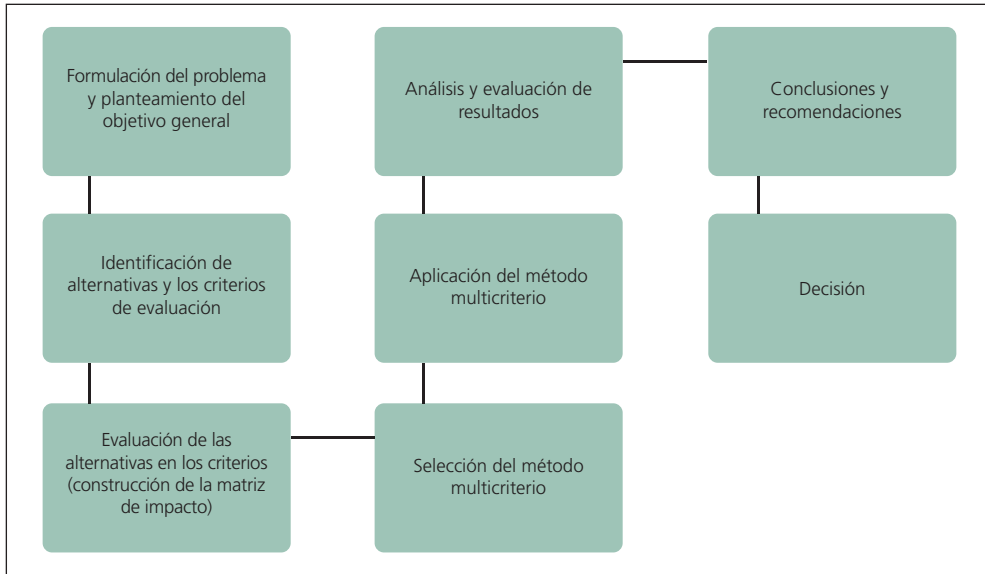 Formulación del problema
y planteamiento del
objetivo general
Identificación de
alternativas y los criterios
de evaluación
Evaluación de las
alternativas en los criterios
(construcción de la matriz
de impacto)
Selección del método
multicriterio
Aplicación del método
multicriterio
Análisis y evaluación de
resultados
Conclusiones y
recomendaciones
Decisión